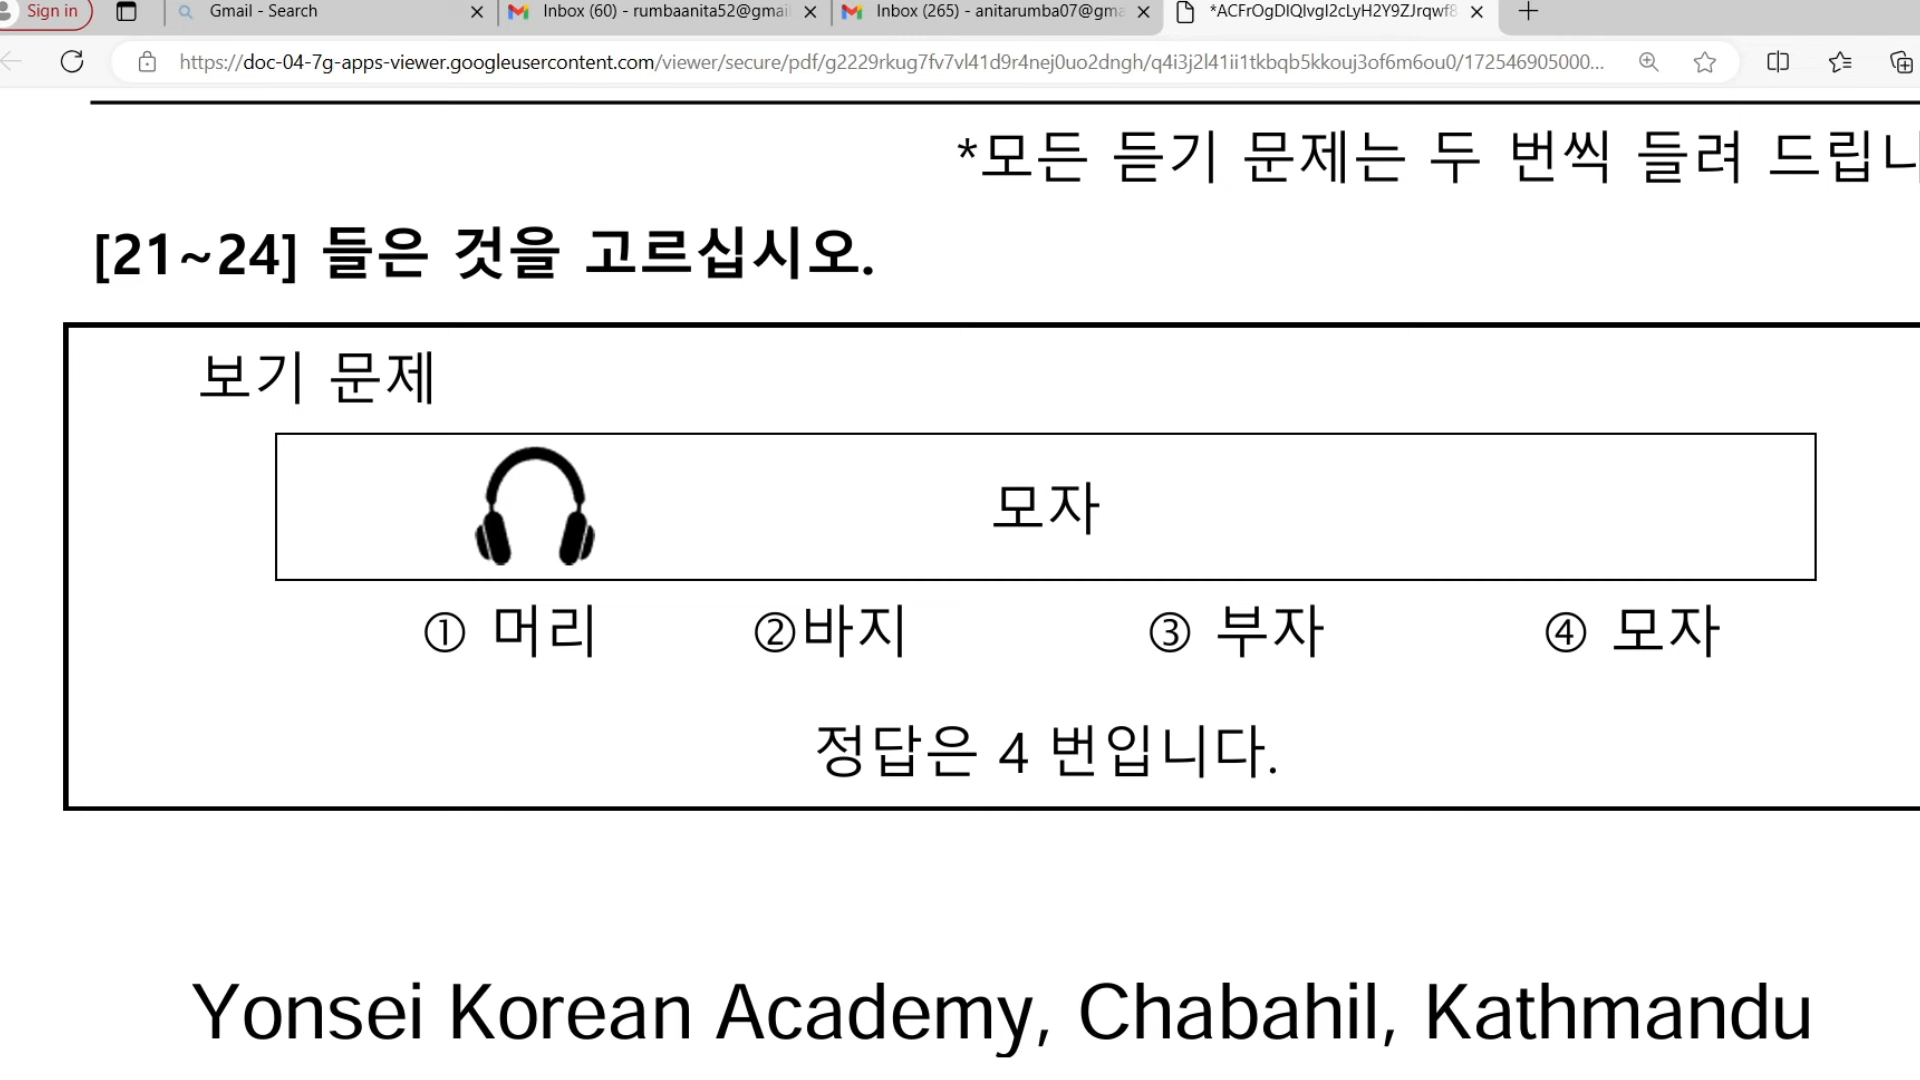 Sign in Gmail - Search Inbox (60) - rumbaanita52@gmai Inbox (265) - anitarumba07@gma *ACFrOgDIQIvgI2cLyH2Y9ZJrqwf8
https://doc-04-7g-apps-viewer.googleusercontent.com/viewer/secure/pdf/g2229rkug7fv7vl41d9r4nej0uo2dngh/q4i3j2l41ii1tkbqb5kkouj3of6m6ou0/172546905000...
*모든 듣기 문제는 두 번씩 들려 드립니
[21~24] 들은 것을 고르십시오.
보기 문제
모자
① 머리 ②바지 ③ 부자 ④ 모자
정답은 4 번입니다.
Yonsei Korean Academy, Chabahil, Kathmandu